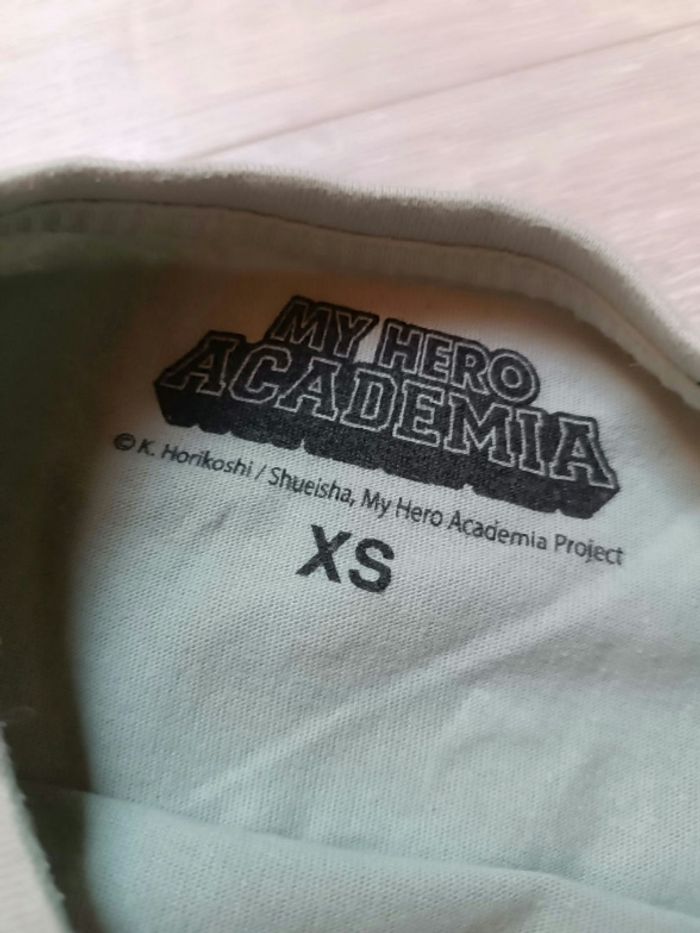 MY HERO
ACADEMIA
© K. Horikoshi / Shueisha, My Hero Academia Project
XS